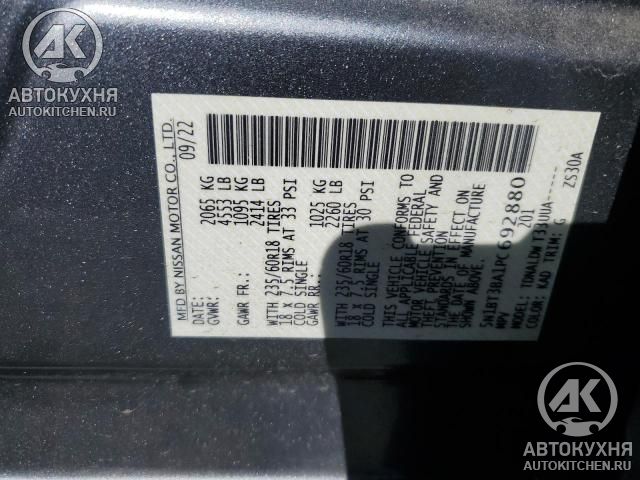 АК
АВТОКУХНЯ
AUTOKITCHEN.RU
MFD BY NISSAN MOTOR CO., LTD.
DATE: 09/22
GVWR: 2065 KG
4553 LB
GAWR FR.: 1095 KG
2414 LB
WITH 235/60R18 TIRES
18 x 7.5 RIMS AT 33 PSI
COLD SINGLE
GAWR RR.: 1025 KG
2260 LB
WITH 235/60R18 TIRES
18 x 7.5 RIMS AT 30 PSI
COLD SINGLE
THIS VEHICLE CONFORMS TO
ALL APPLICABLE FEDERAL
MOTOR VEHICLE SAFETY AND
THEFT PREVENTION
STANDARDS IN EFFECT ON
THE DATE OF MANUFACTURE
SHOWN ABOVE.
5N1BT3BA1PC692880
MPV 201
MODEL: TDNALDW T33UUA-----
COLOR: KAD TRIM: G ZS30A
АК
АВТОКУХНЯ
AUTOKITCHEN.RU